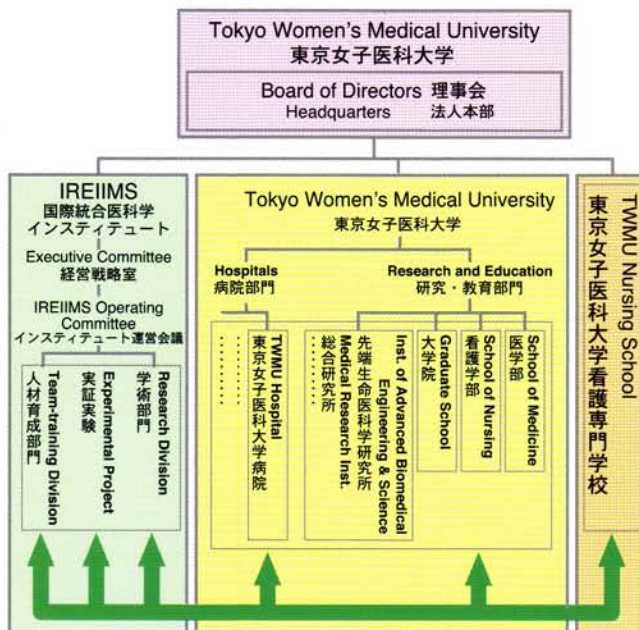 Tokyo Women's Medical University
東京女子医科大学
Board of Directors 理事会
Headquarters 法人本部
IREIIMS
国際統合医科学
インスティテュート
Executive Committee
経営戦略室
IREIIMS Operating
Committee
インスティテュート運営会議
Research Division
学術部門
Experimental Project
実証実験
Team-training Division
人材育成部門
Tokyo Women's Medical University
東京女子医科大学
Hospitals
病院部門
TWMU Hospital
東京女子医科大学病院
........
........
Research and Education
研究・教育部門
School of Medicine
医学部
School of Nursing
看護学部
Graduate School
大学院
Inst. of Advanced Biomedical
Engineering & Science
先端生命医科学研究所
Medical Research Inst.
総合研究所
........
TWMU Nursing School
東京女子医科大学看護専門学校